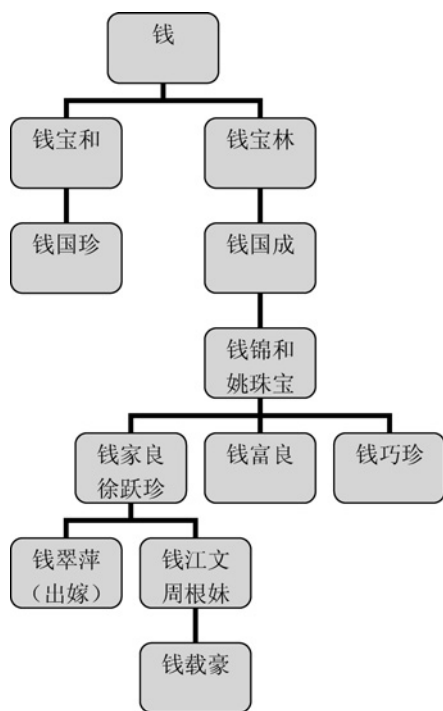 钱
钱宝和
钱宝林
钱国珍
钱国成
钱锦和
姚珠宝
钱家良
徐跃珍
钱富良
钱巧珍
钱翠萍
（出嫁）
钱江文
周根妹
钱载豪